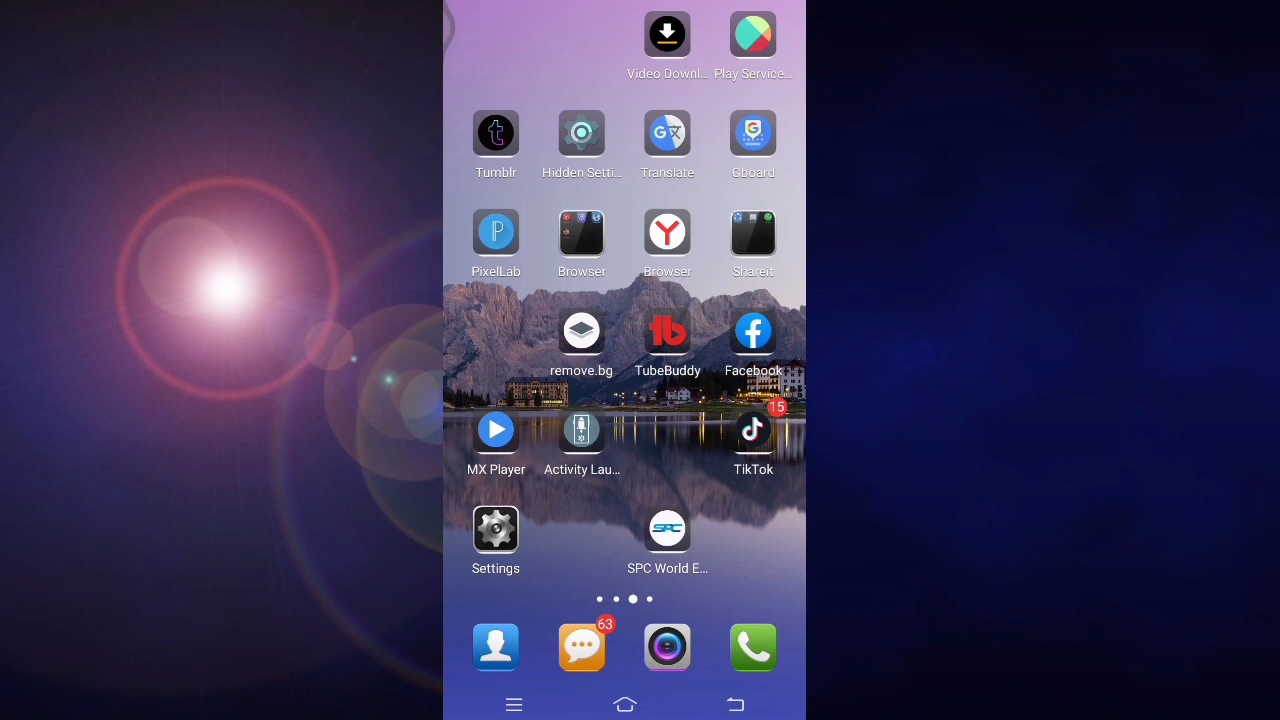 Video Downl... Play Service...
Tumblr Hidden Setti... Translate Gboard
PixelLab Browser Browser Shareit
remove.bg TubeBuddy Facebook
15
MX Player Activity Lau... TikTok
SPC
Settings SPC World E...
63